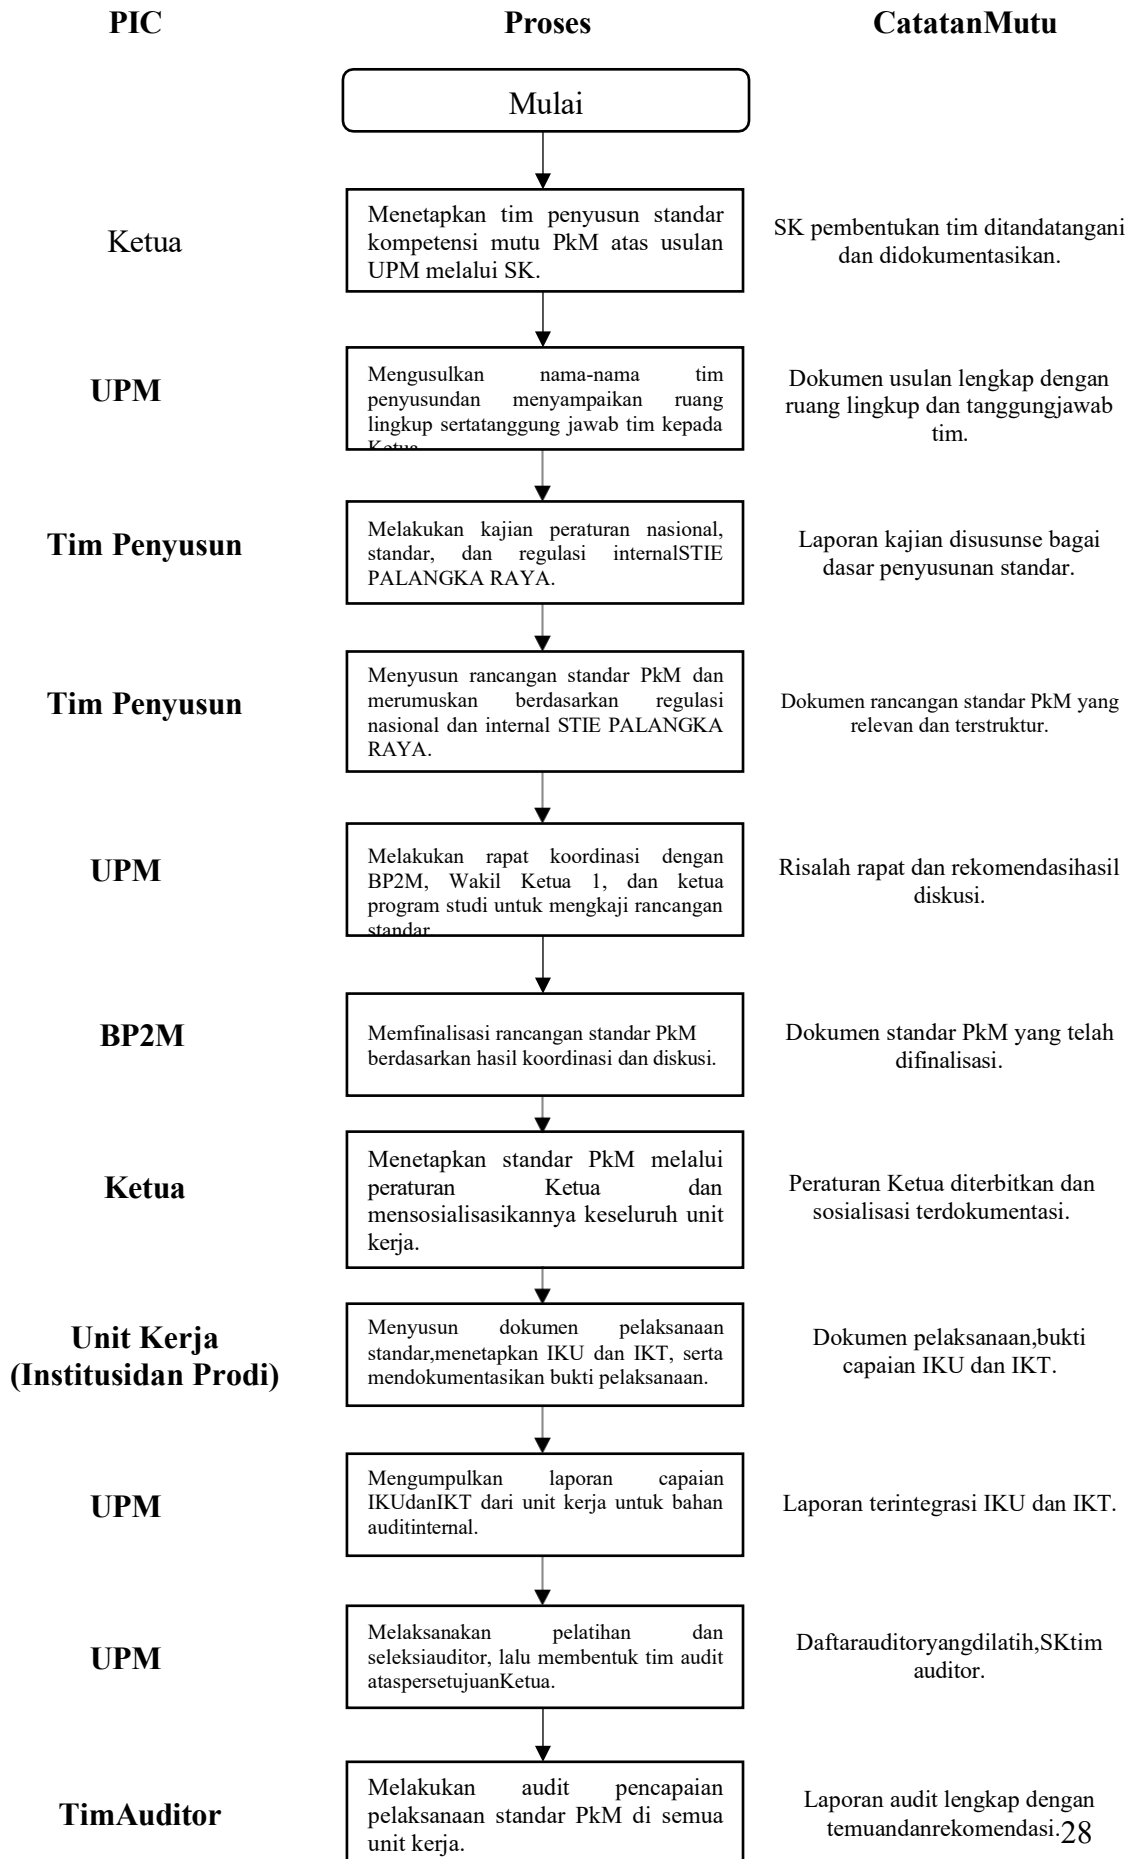 PIC
Proses
CatatanMutu
Mulai
Ketua
Menetapkan tim penyusun standar
kompetensi mutu PkM atas usulan
UPM melalui SK.
SK pembentukan tim ditandatangani
dan didokumentasikan.
UPM
Mengusulkan nama-nama tim
penyusundan menyampaikan ruang
lingkup sertatanggung jawab tim kepada
Ketua
Dokumen usulan lengkap dengan
ruang lingkup dan tanggungjawab
tim.
Tim Penyusun
Melakukan kajian peraturan nasional,
standar, dan regulasi internalSTIE
PALANGKA RAYA.
Laporan kajian disusunse bagai
dasar penyusunan standar.
Tim Penyusun
Menyusun rancangan standar PkM dan
merumuskan berdasarkan regulasi
nasional dan internal STIE PALANGKA
RAYA.
Dokumen rancangan standar PkM yang
relevan dan terstruktur.
UPM
Melakukan rapat koordinasi dengan
BP2M, Wakil Ketua 1, dan ketua
program studi untuk mengkaji rancangan
standar
Risalah rapat dan rekomendasihasil
diskusi.
BP2M
Memfinalisasi rancangan standar PkM
berdasarkan hasil koordinasi dan diskusi.
Dokumen standar PkM yang telah
difinalisasi.
Ketua
Menetapkan standar PkM melalui
peraturan Ketua dan
mensosialisasikannya keseluruh unit
kerja.
Peraturan Ketua diterbitkan dan
sosialisasi terdokumentasi.
Unit Kerja
(Institusidan Prodi)
Menyusun dokumen pelaksanaan
standar,menetapkan IKU dan IKT, serta
mendokumentasikan bukti pelaksanaan.
Dokumen pelaksanaan,bukti
capaian IKU dan IKT.
UPM
Mengumpulkan laporan capaian
IKUdanIKT dari unit kerja untuk bahan
auditinternal.
Laporan terintegrasi IKU dan IKT.
UPM
Melaksanakan pelatihan dan
seleksiauditor, lalu membentuk tim audit
ataspersetujuanKetua.
Daftarauditoryangdilatih,SKtim
auditor.
TimAuditor
Melakukan audit pencapaian
pelaksanaan standar PkM di semua
unit kerja.
Laporan audit lengkap dengan
temuandanrekomendasi.
28